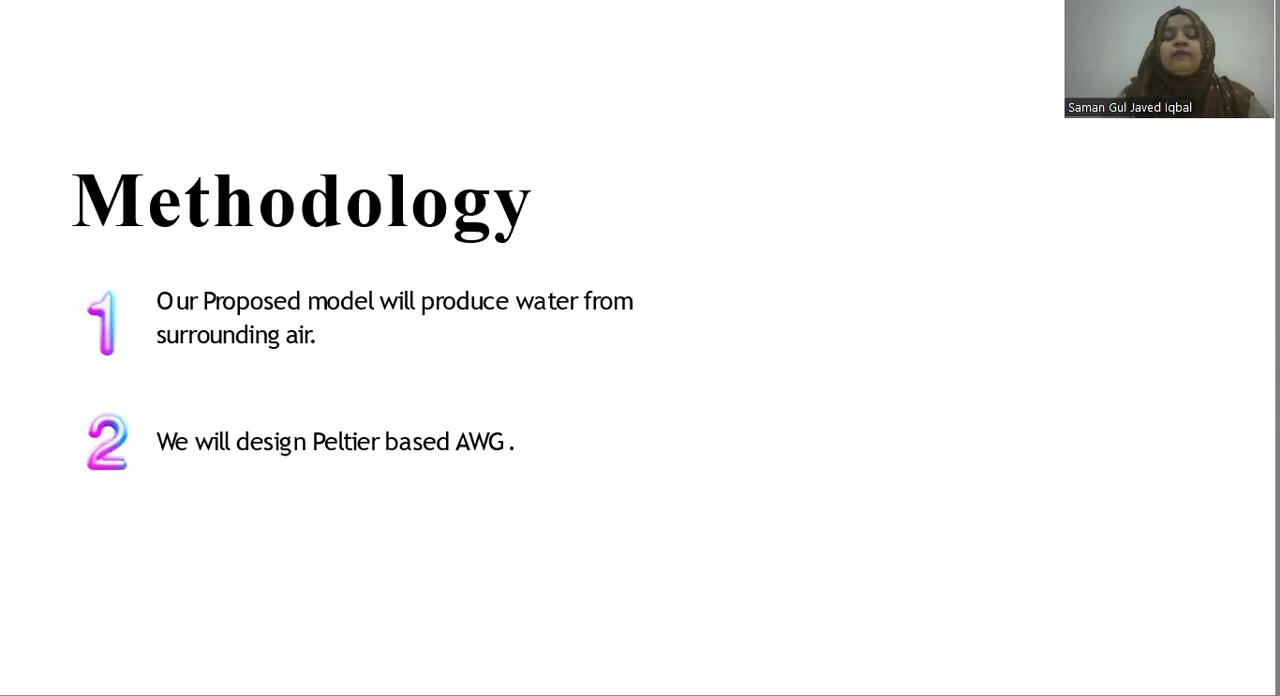 Saman Gul Javed Iqbal
Methodology
1 Our Proposed model will produce water from
surrounding air.
2 We will design Peltier based AWG.